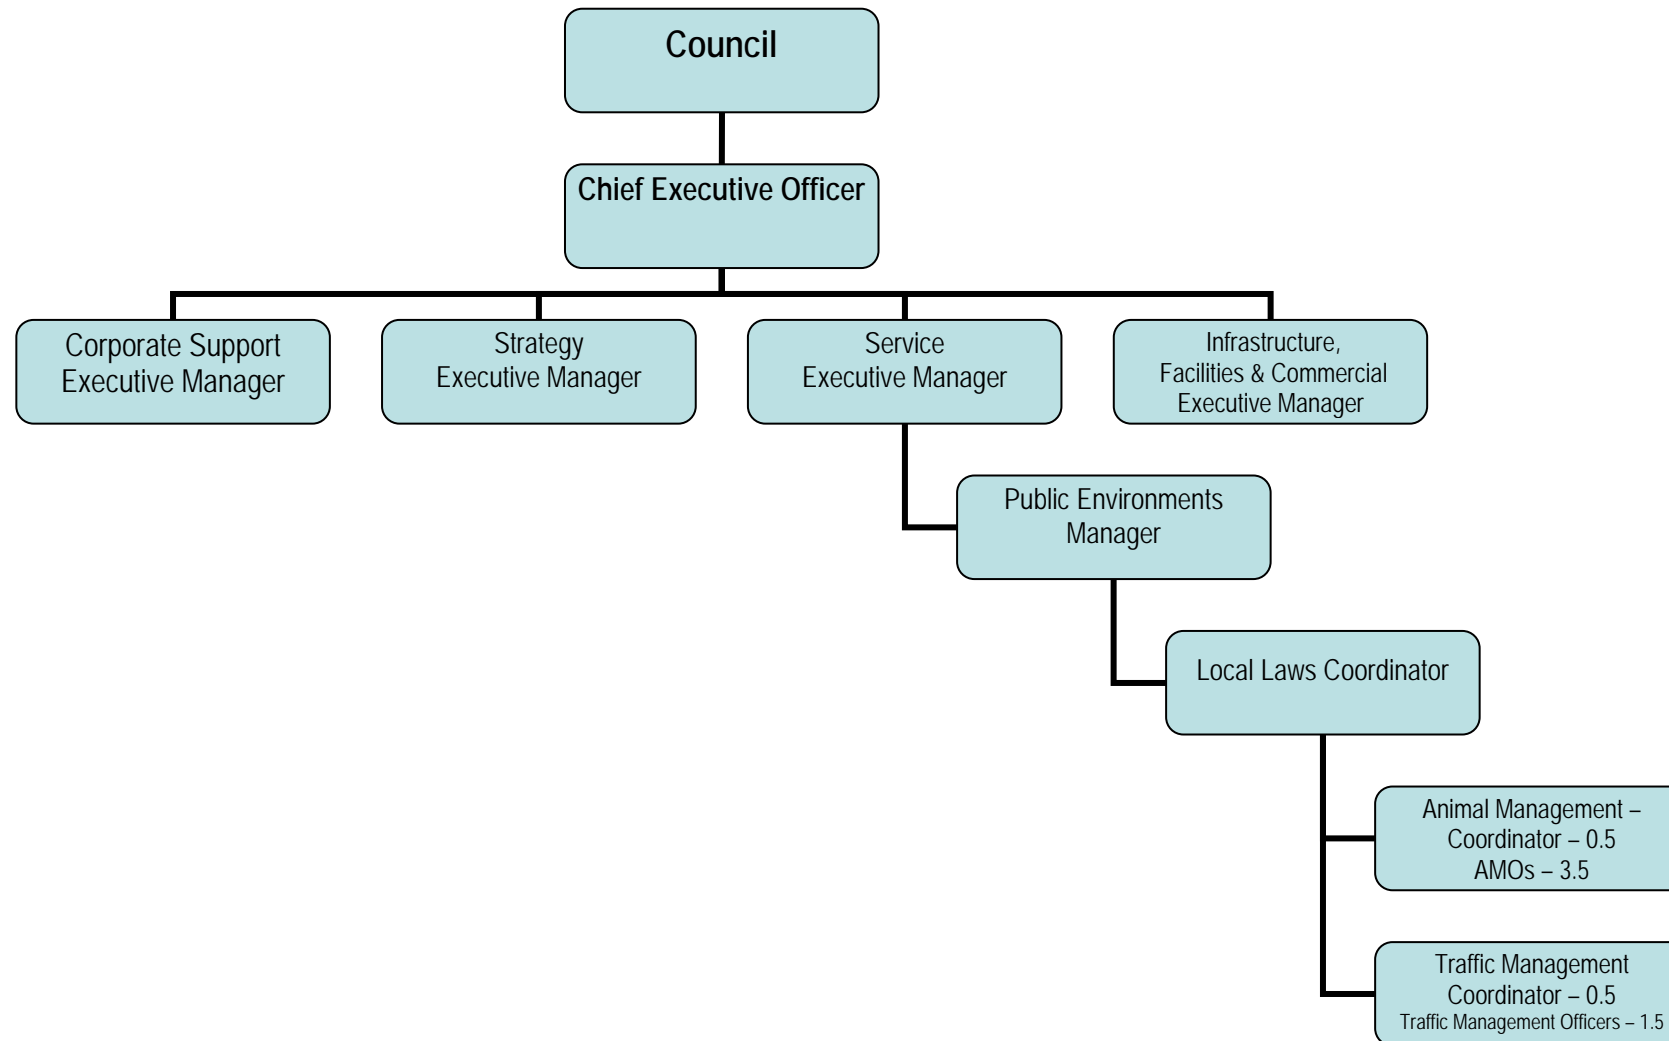 Council
Chief Executive Officer
Corporate Support
Executive Manager
Strategy
Executive Manager
Service
Executive Manager
Infrastructure,
Facilities & Commercial
Executive Manager
Public Environments
Manager
Local Laws Coordinator
Animal Management –
Coordinator – 0.5
AMOs – 3.5
Traffic Management
Coordinator – 0.5
Traffic Management Officers – 1.5